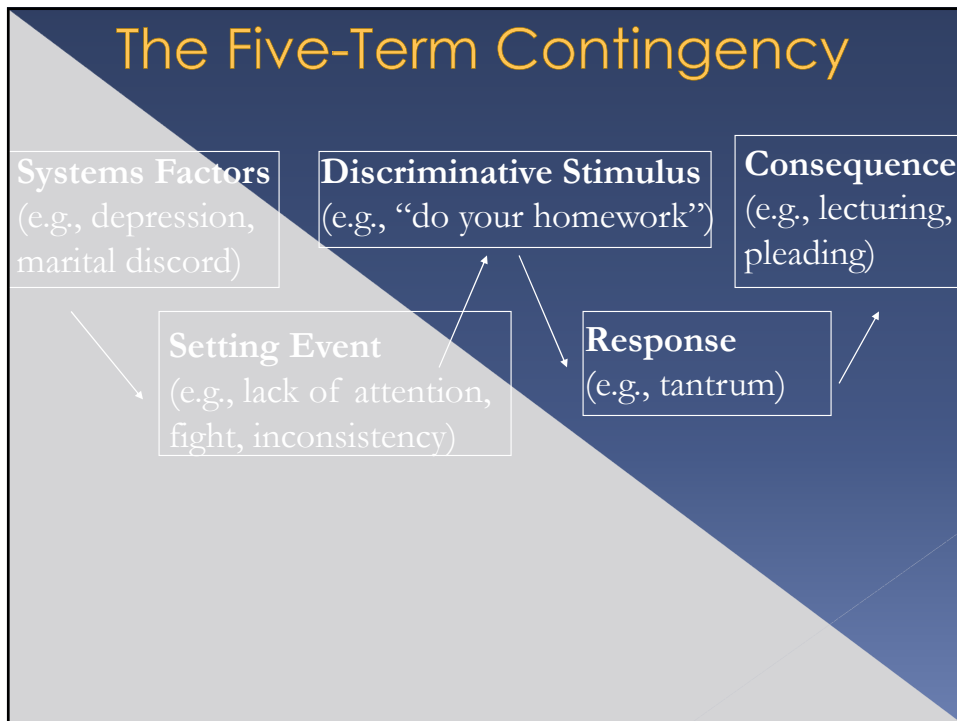 The Five-Term Contingency
Systems Factors
(e.g., depression,
marital discord)
Setting Event
(e.g., lack of attention,
fight, inconsistency)
Discriminative Stimulus
(e.g., “do your homework”)
Response
(e.g., tantrum)
Consequence
(e.g., lecturing,
pleading)